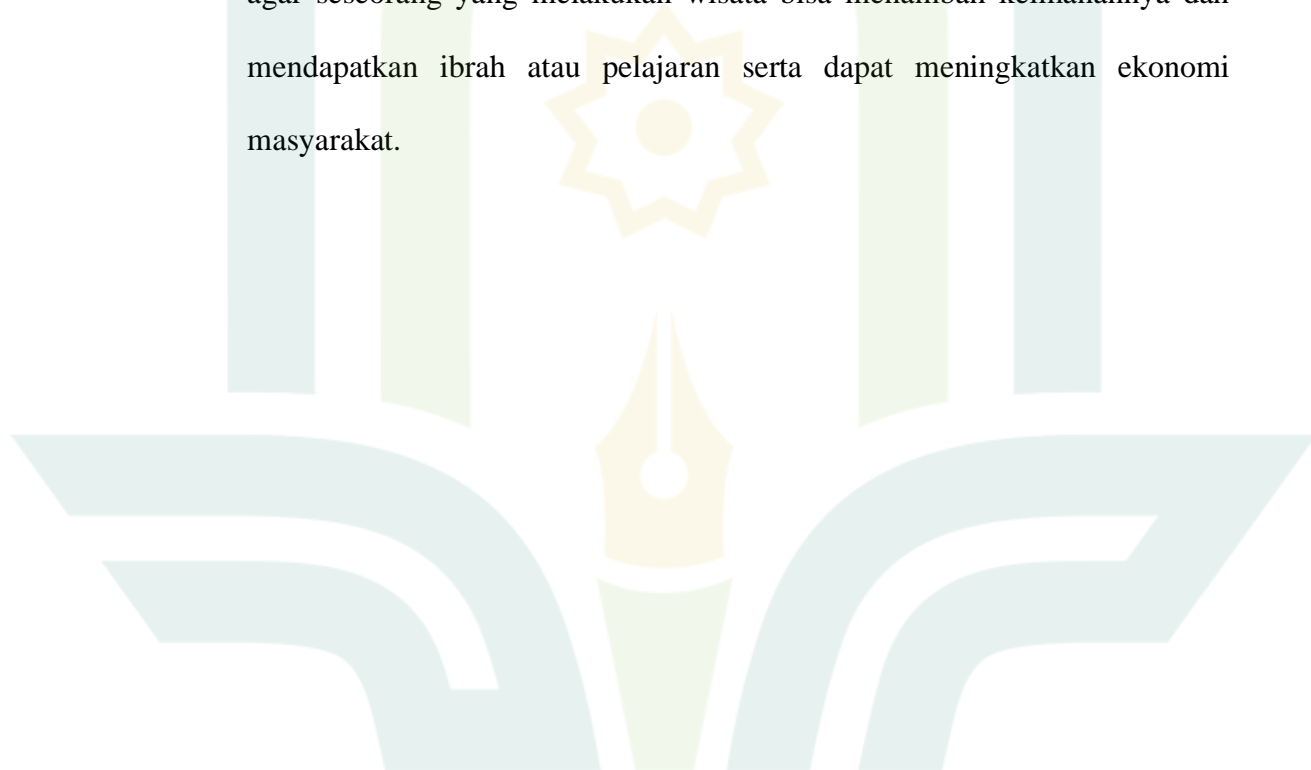 agar seseorang yang melakukan wisata bisa menambah keimanannya dan
mendapatkan ibrah atau pelajaran serta dapat meningkatkan ekonomi
masyarakat.